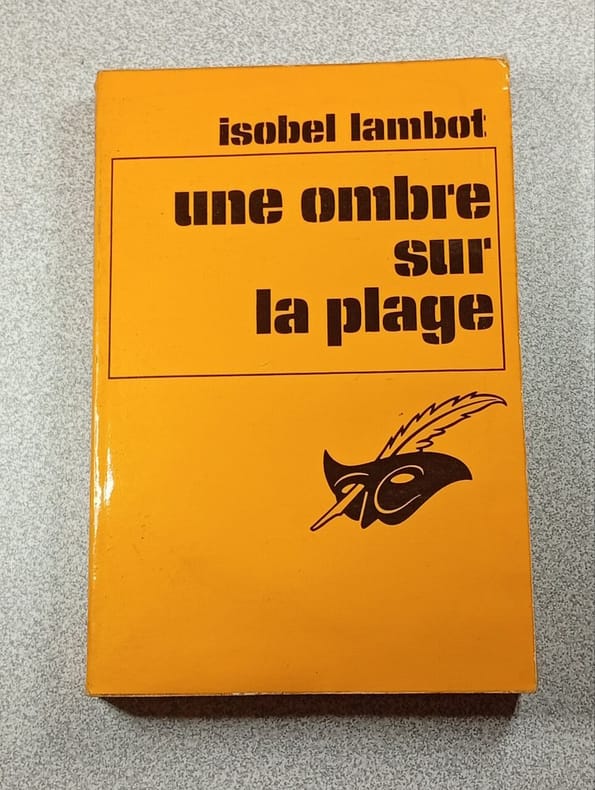 isobel lambot
une ombre
sur
la plage